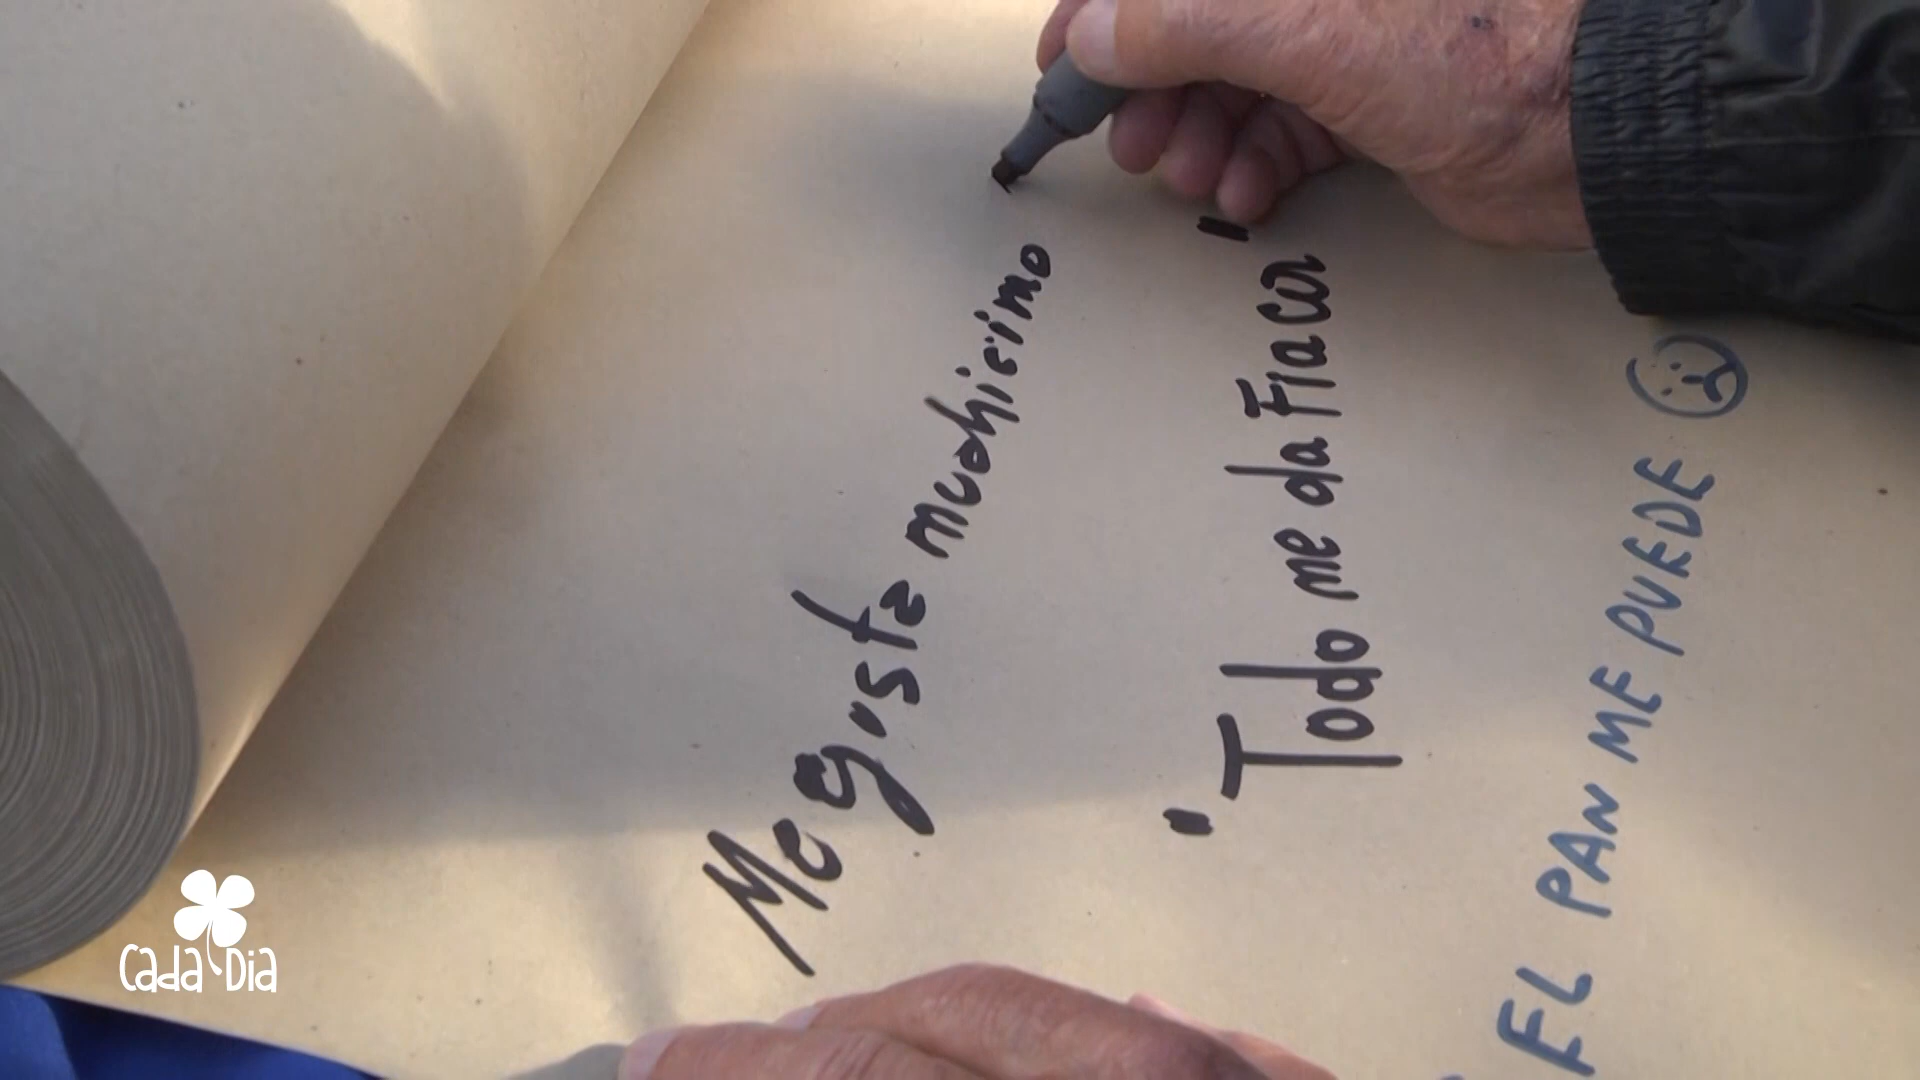 Me gusta muchisimo
"Todo me da Fiaca"
EL PAN ME PUEDE
Cada Dia